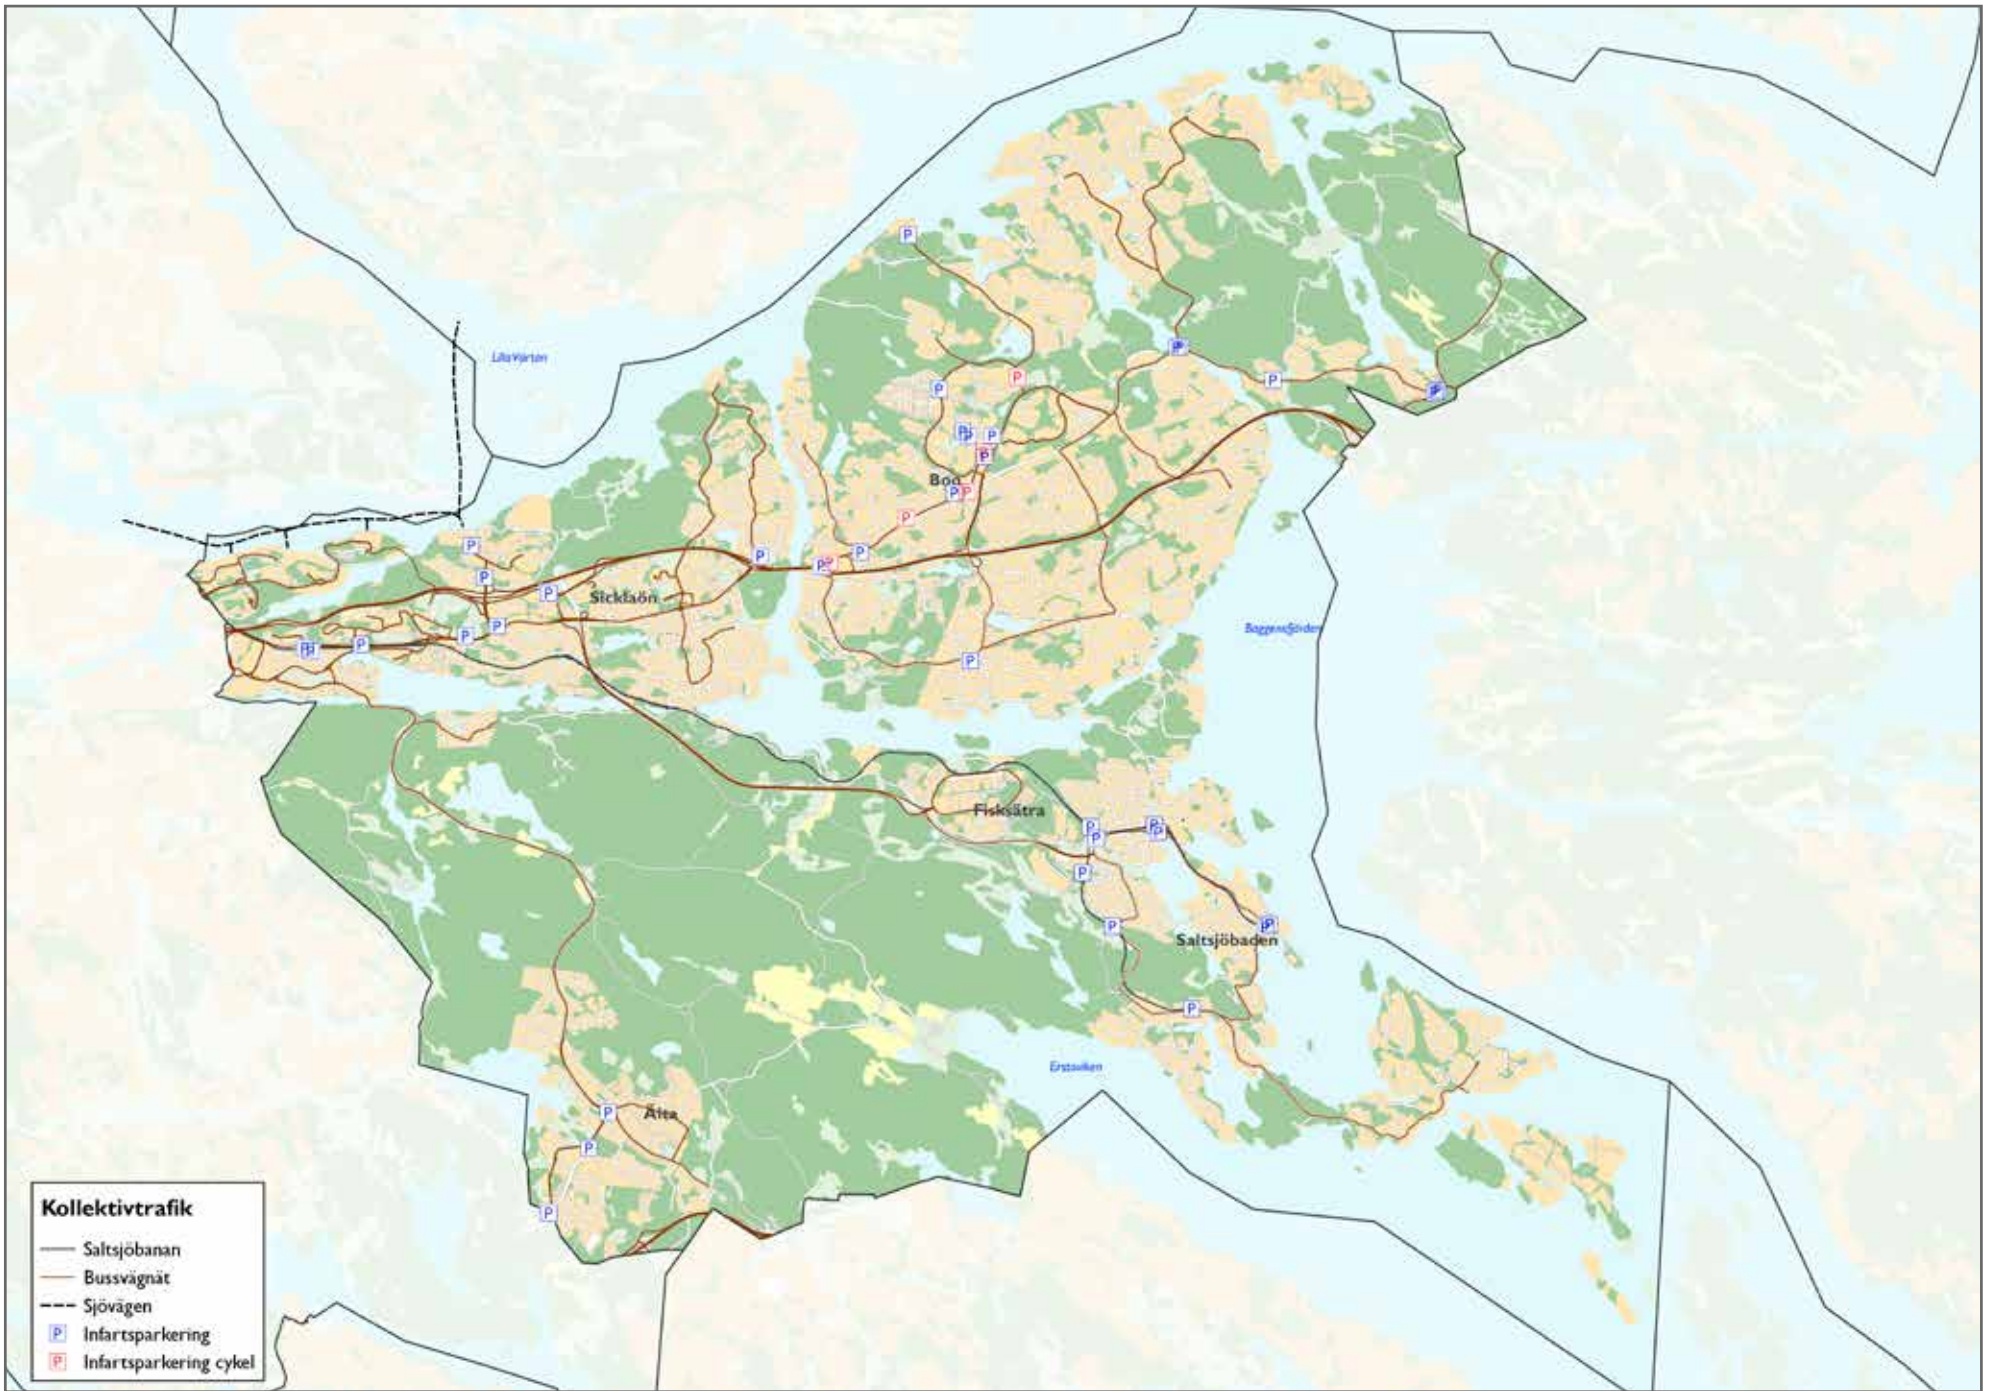 Lilla Värtan
P
P
P
P
P
P
P
P
P
P
Boo
P
P
P
P
P
P
P
P
P
P
P
Sicklaön
P
P
P
P
P
P
Baggensfjärden
P
Fisksätra
P
P
P
P
P
P
P
Saltsjöbaden
P
Erstaviken
Älta
P
P
P
Kollektivtrafik
Saltsjöbanan
Bussvägnät
Sjövägen
P Infartsparkering
P Infartsparkering cykel